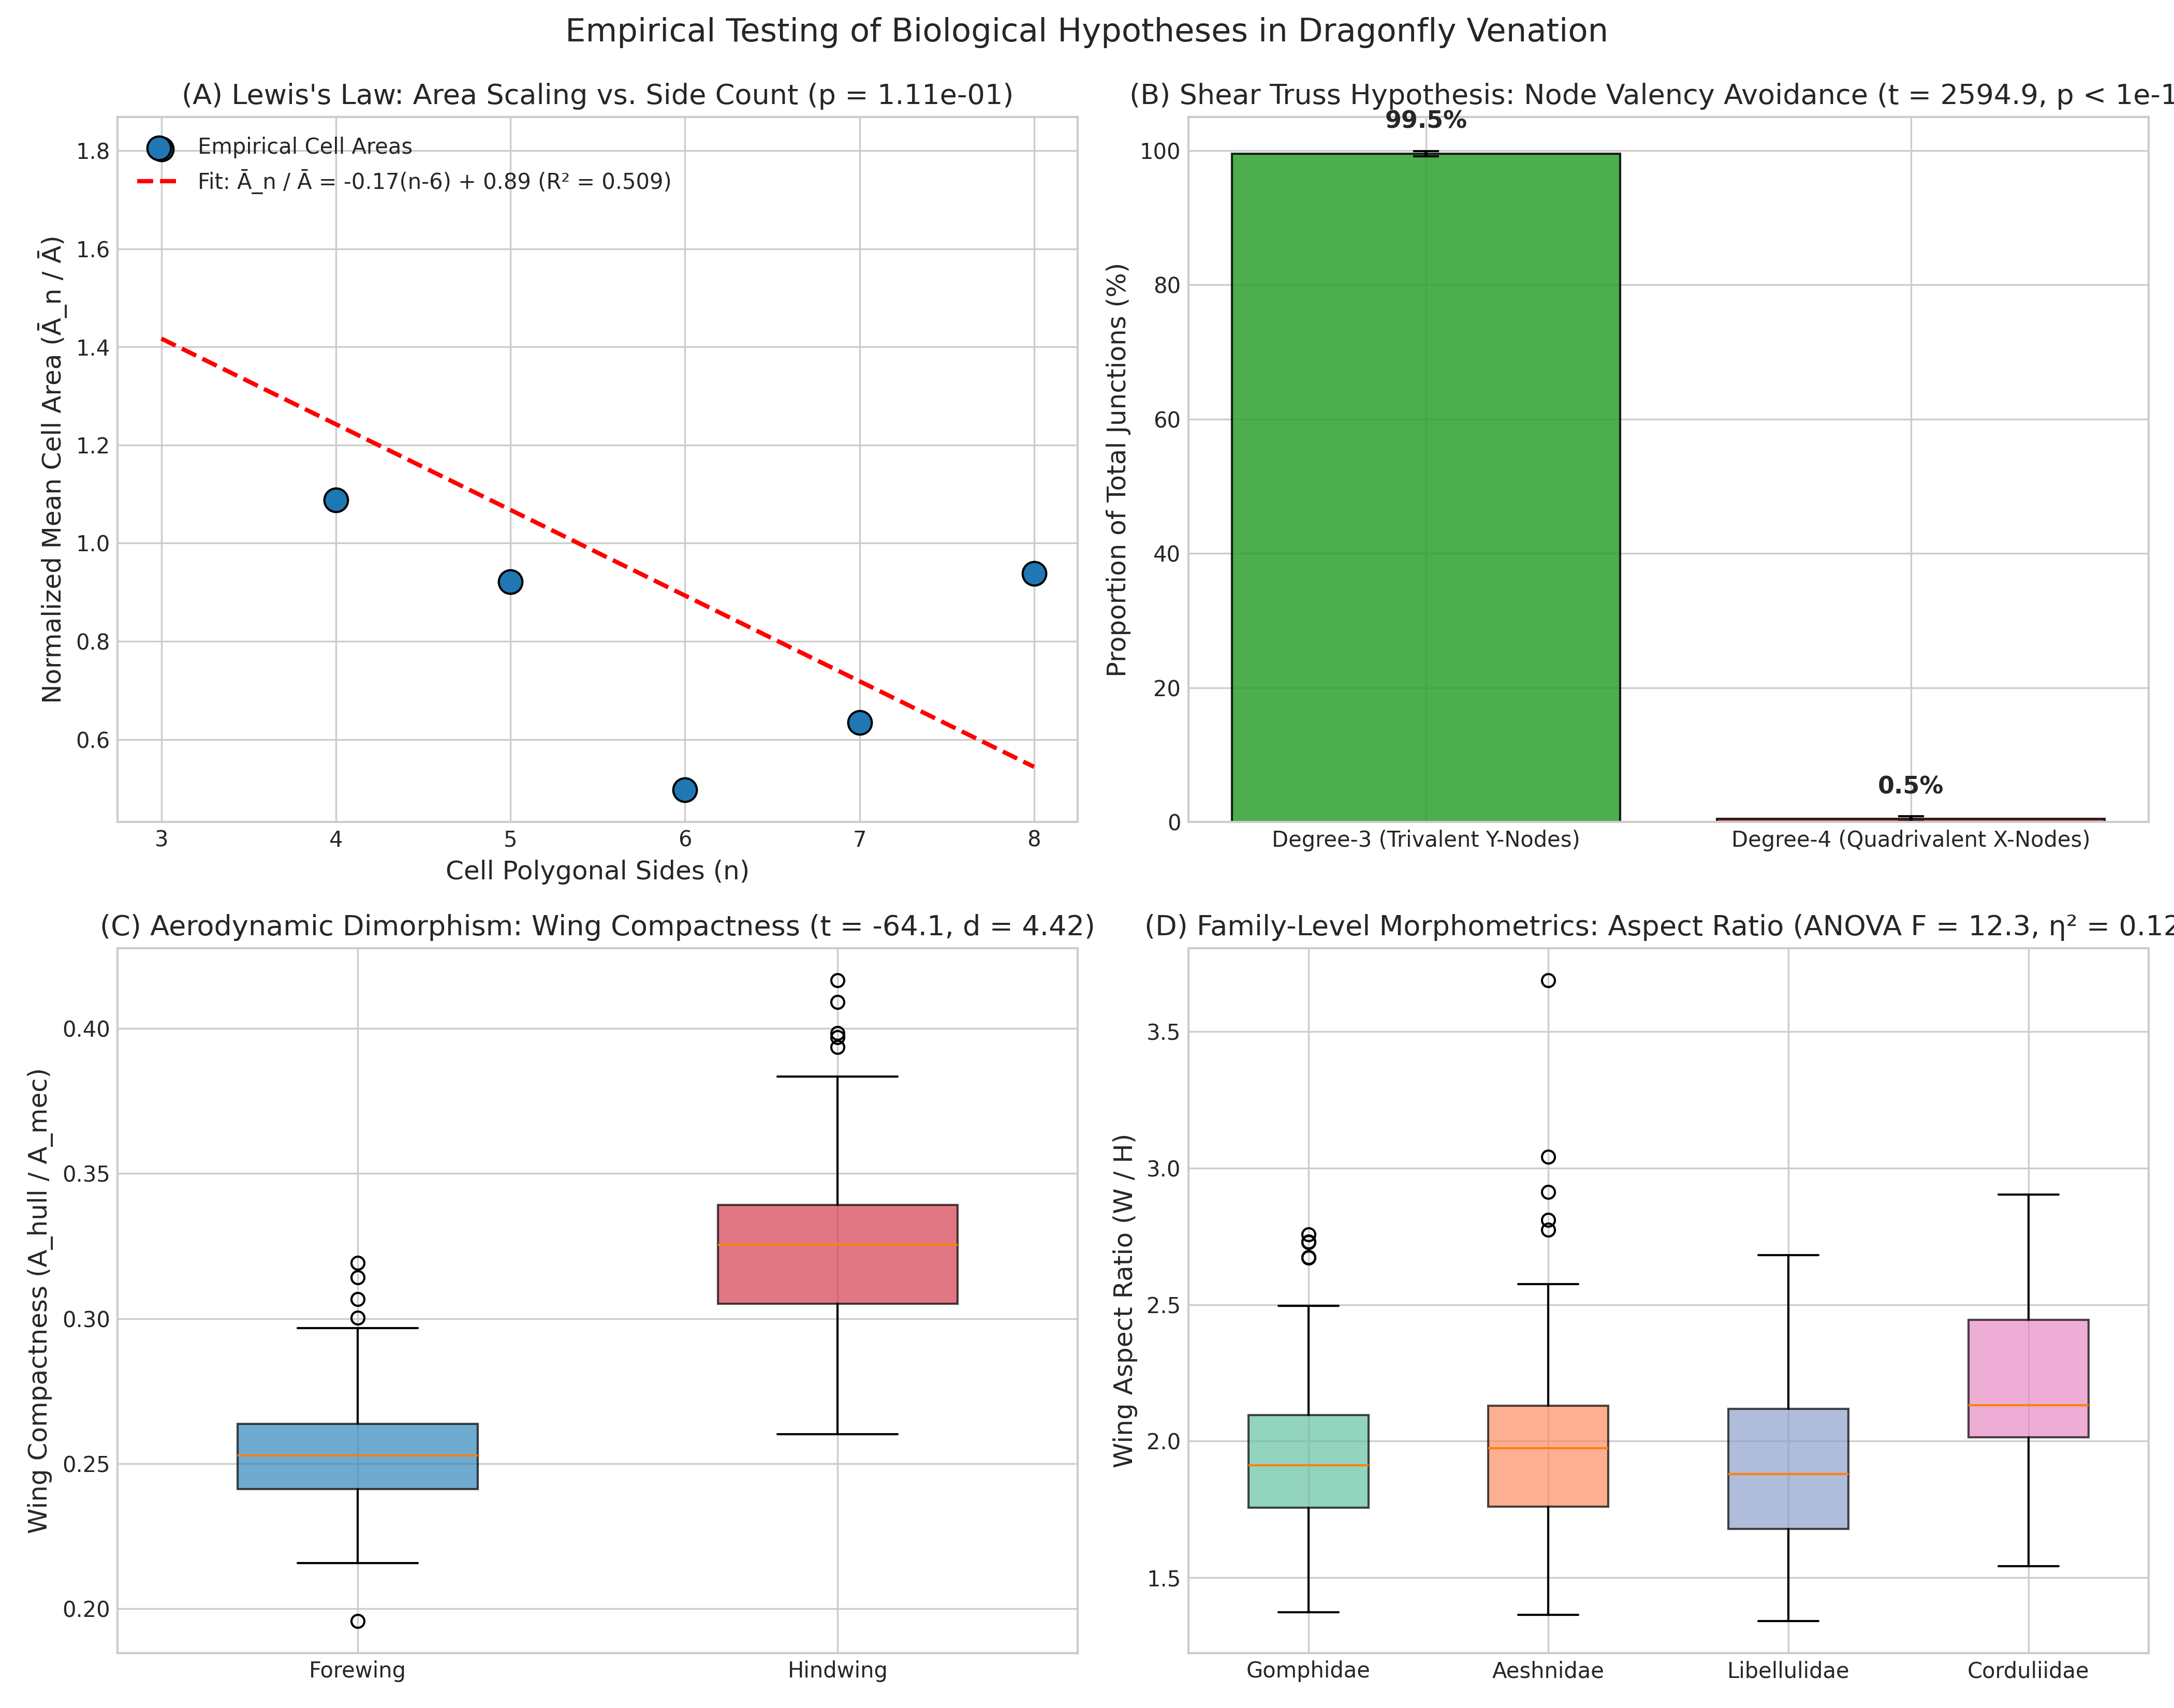 Empirical Testing of Biological Hypotheses in Dragonfly Venation
(A) Lewis's Law: Area Scaling vs. Side Count (p = 1.11e-01)
Empirical Cell Areas
Fit: Ā_n / Ā = -0.17(n-6) + 0.89 (R² = 0.509)
Normalized Mean Cell Area (Ā_n / Ā)
1.8
1.6
1.4
1.2
1.0
0.8
0.6
3 4 5 6 7 8
Cell Polygonal Sides (n)
(B) Shear Truss Hypothesis: Node Valency Avoidance (t = 2594.9, p < 1e-1
99.5%
0.5%
Proportion of Total Junctions (%)
100
80
60
40
20
0
Degree-3 (Trivalent Y-Nodes) Degree-4 (Quadrivalent X-Nodes)
(C) Aerodynamic Dimorphism: Wing Compactness (t = -64.1, d = 4.42)
Wing Compactness (A_hull / A_mec)
0.40
0.35
0.30
0.25
0.20
Forewing Hindwing
(D) Family-Level Morphometrics: Aspect Ratio (ANOVA F = 12.3, η² = 0.12
Wing Aspect Ratio (W / H)
3.5
3.0
2.5
2.0
1.5
Gomphidae Aeshnidae Libellulidae Corduliidae